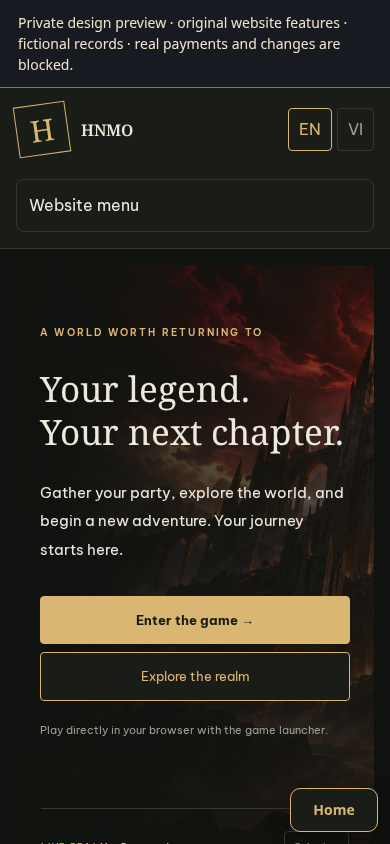 Private design preview · original website features ·
fictional records · real payments and changes are
blocked.
H
HNMO
EN
VI
Website menu
A WORLD WORTH RETURNING TO
Your legend.
Your next chapter.
Gather your party, explore the world, and
begin a new adventure. Your journey
starts here.
Enter the game →
Explore the realm
Play directly in your browser with the game launcher.
Home